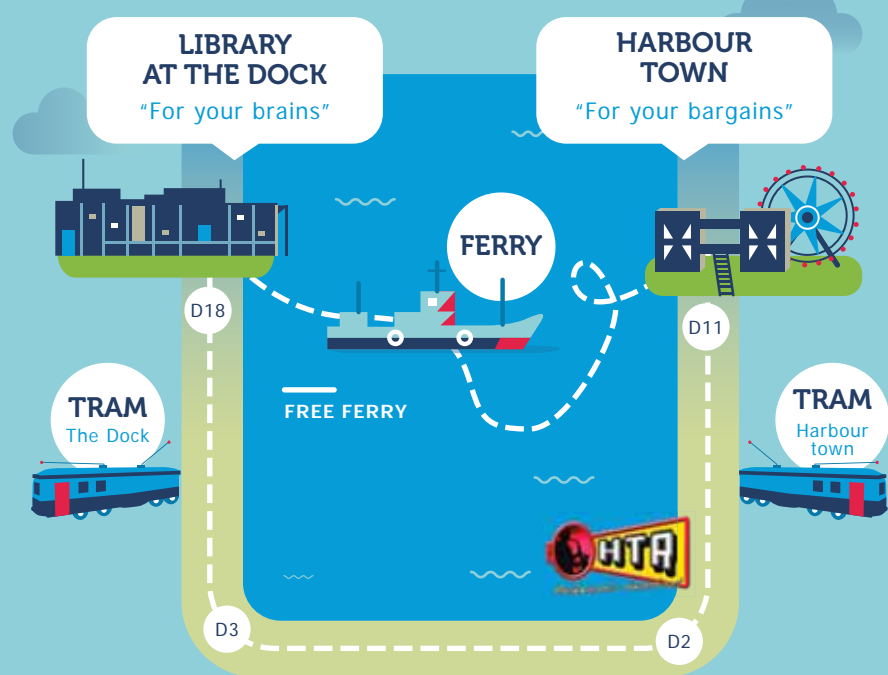 LIBRARY
AT THE DOCK
“For your brains”
HARBOUR
TOWN
“For your bargains”
FERRY
D18
D11
TRAM
The Dock
FREE FERRY
TRAM
Harbour
town
HTA
D3
D2